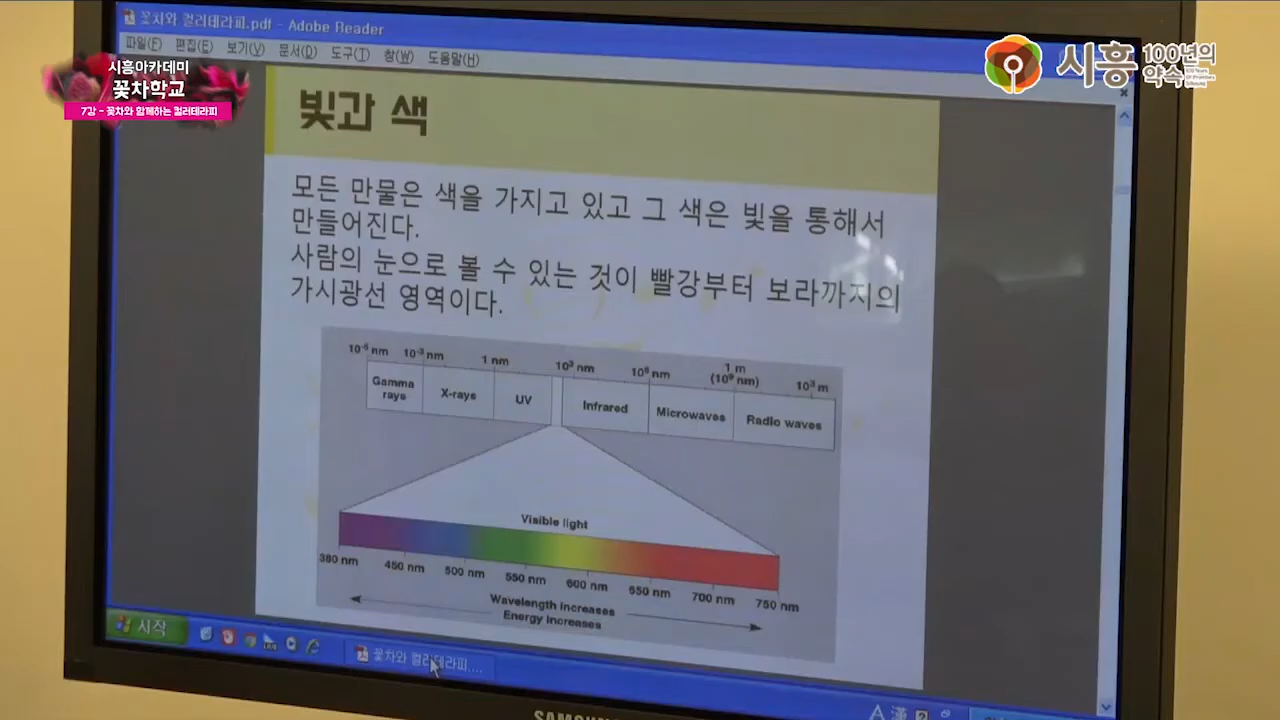 꽃차와 컬러테라피.pdf - Adobe Reader
파일(F) 편집(E) 보기(V) 문서(D) 도구(T) 창(W) 도움말(H)
시흥아카데미
꽃차학교
7강 - 꽃차와 함께하는 컬러테라피
시흥 100년의 약속
빛과 색
모든 만물은 색을 가지고 있고 그 색은 빛을 통해서
만들어진다.
사람의 눈으로 볼 수 있는 것이 빨강부터 보라까지의
가시광선 영역이다.
10⁻⁵ nm 10⁻³ nm 1 nm 10³ nm 10⁶ nm 1 m (10⁹ nm) 10³ m
Gamma rays X-rays UV Infrared Microwaves Radio waves
Visible light
380 nm 450 nm 500 nm 550 nm 600 nm 650 nm 700 nm 750 nm
Wavelength increases
Energy increases
시작
꽃차와 컬러테라피....
A 漢
SAMSUNG